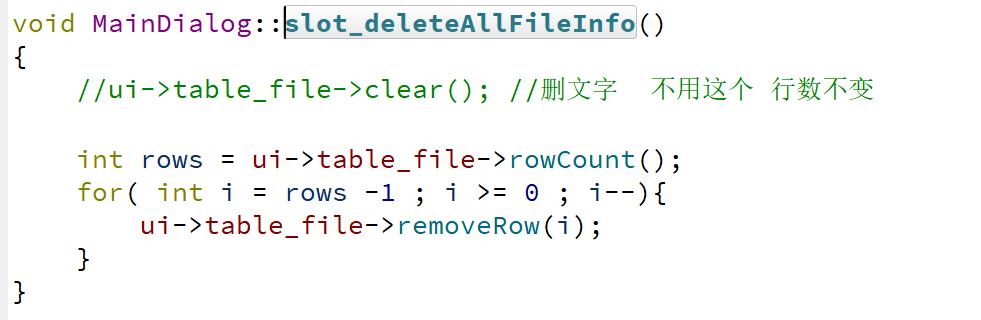 void MainDialog::slot_deleteAllFileInfo()
{
    //ui->table_file->clear(); //删文字  不用这个 行数不变
    int rows = ui->table_file->rowCount();
    for( int i = rows -1 ; i >= 0 ; i--){
        ui->table_file->removeRow(i);
    }
}